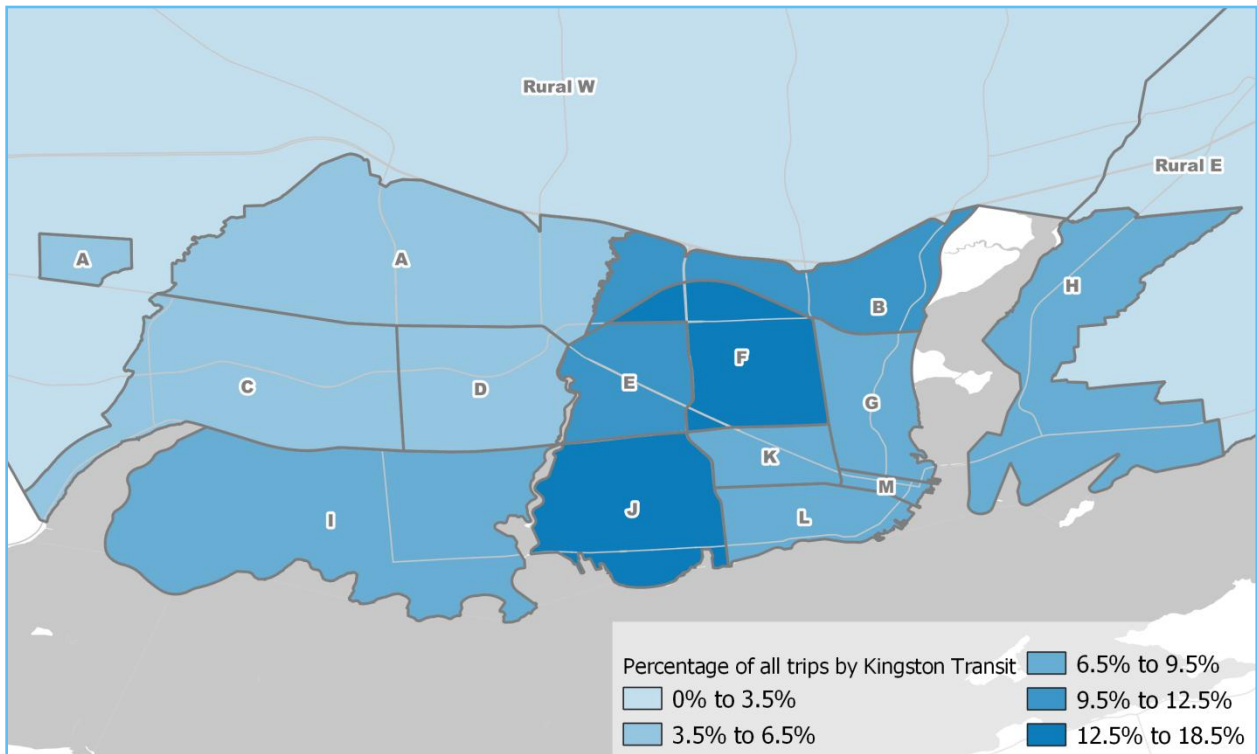 Rural W
Rural E
A
A
H
B
F
C
D
E
G
K
M
I
J
L
Percentage of all trips by Kingston Transit
0% to 3.5%
3.5% to 6.5%
6.5% to 9.5%
9.5% to 12.5%
12.5% to 18.5%